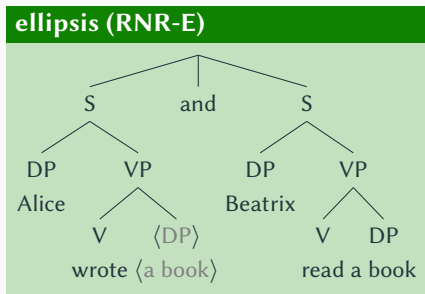 ellipsis (RNR-E)
S and S
DP VP DP VP
Alice Beatrix
V ⟨DP⟩ V DP
wrote ⟨a book⟩ read a book